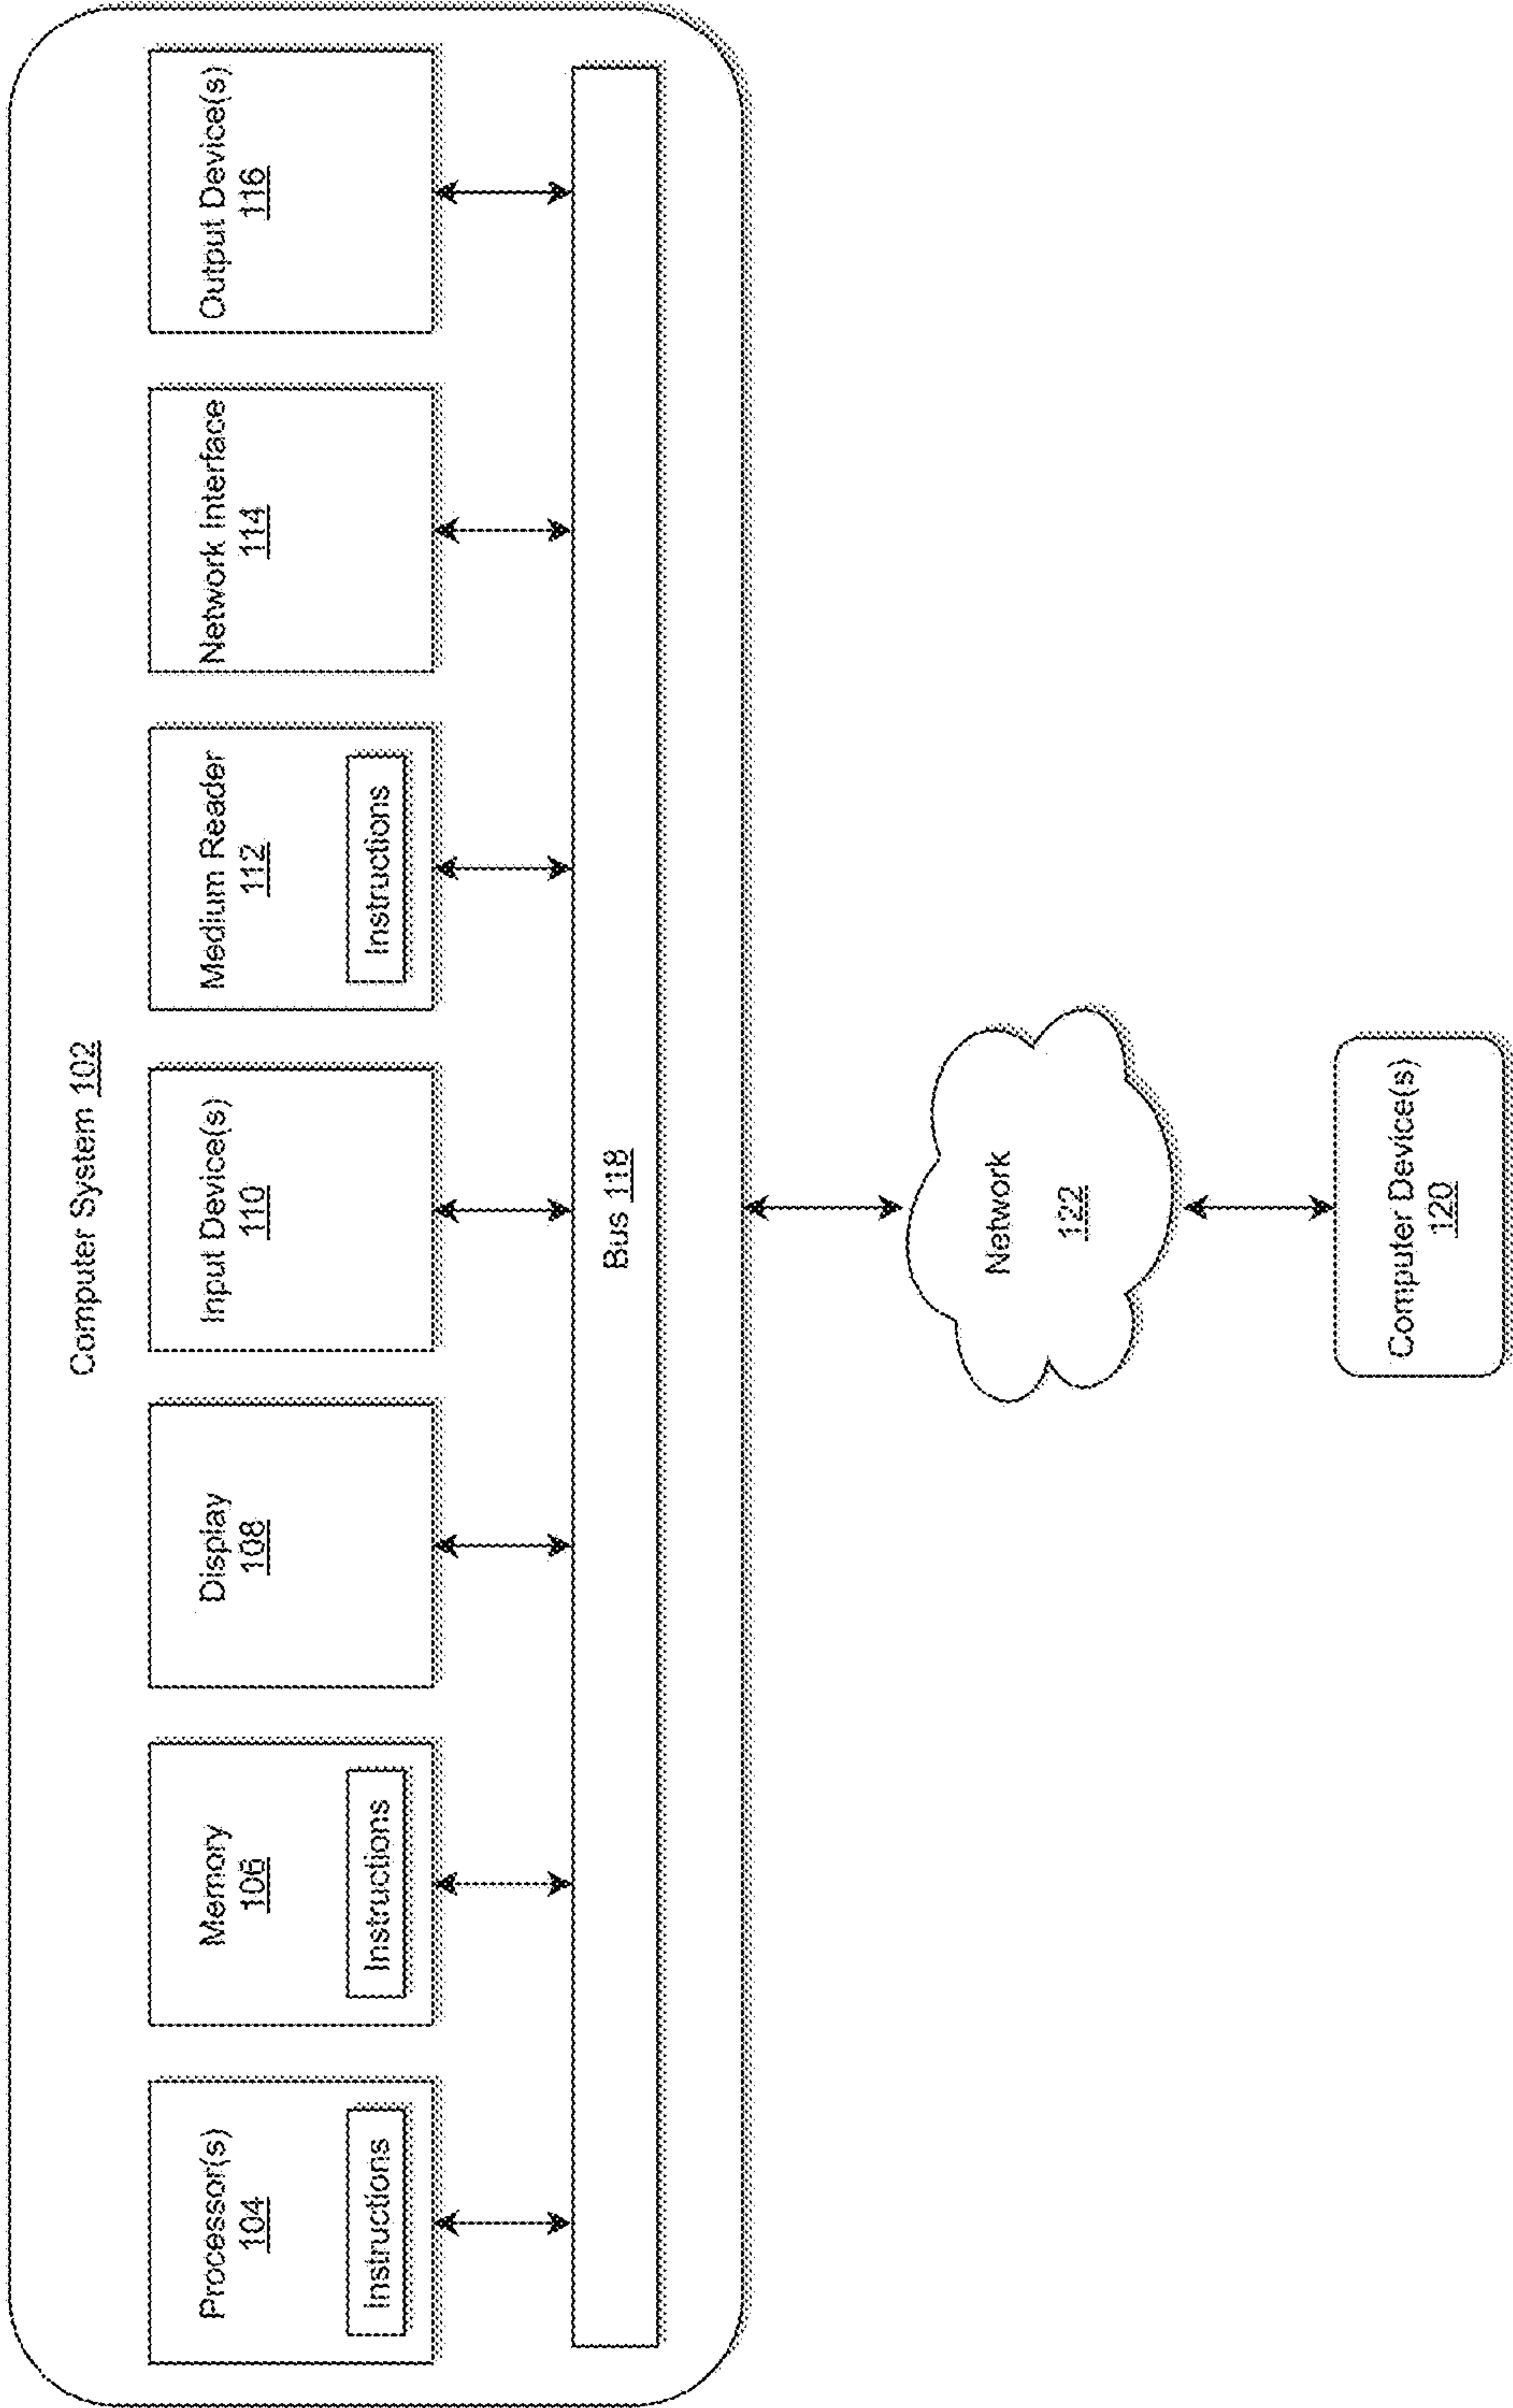 Computer System 102
Processor(s)
104
Instructions
Memory
106
Instructions
Display
108
Input Device(s)
110
Medium Reader
112
Instructions
Network Interface
114
Output Device(s)
116
Bus 118
Network
122
Computer Device(s)
120